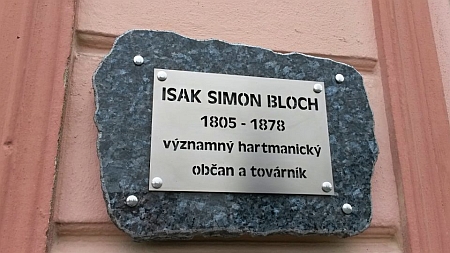 ISAK SIMON BLOCH
1805 - 1878
významný hartmanický
občan a továrník